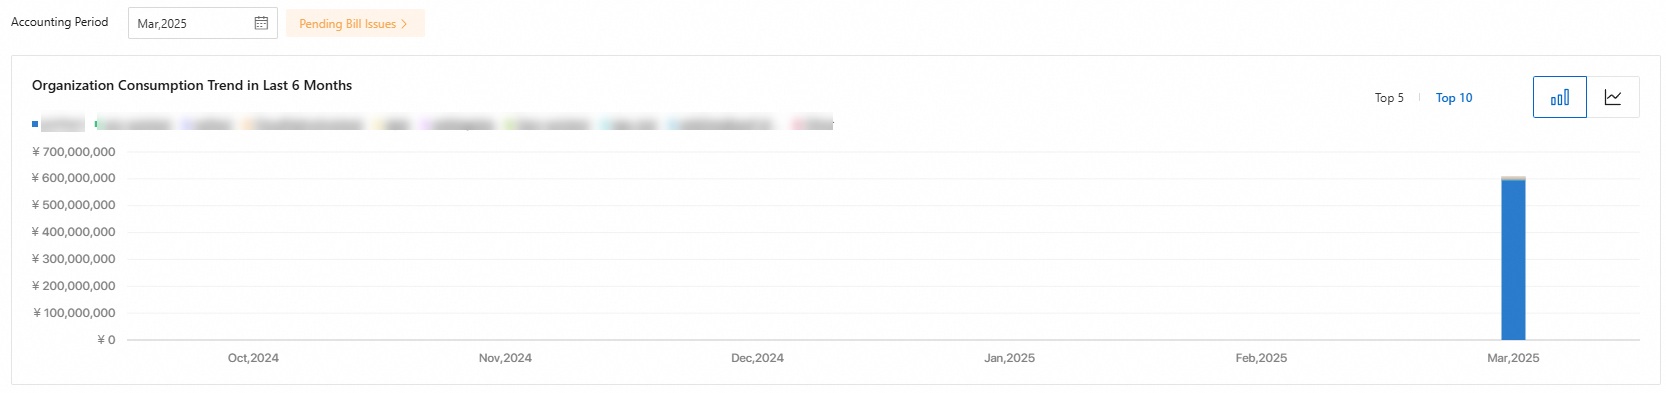 Accounting Period Mar,2025 Pending Bill Issues
Organization Consumption Trend in Last 6 Months
Top 5 Top 10
¥ 700,000,000
¥ 600,000,000
¥ 500,000,000
¥ 400,000,000
¥ 300,000,000
¥ 200,000,000
¥ 100,000,000
¥ 0
Oct,2024 Nov,2024 Dec,2024 Jan,2025 Feb,2025 Mar,2025